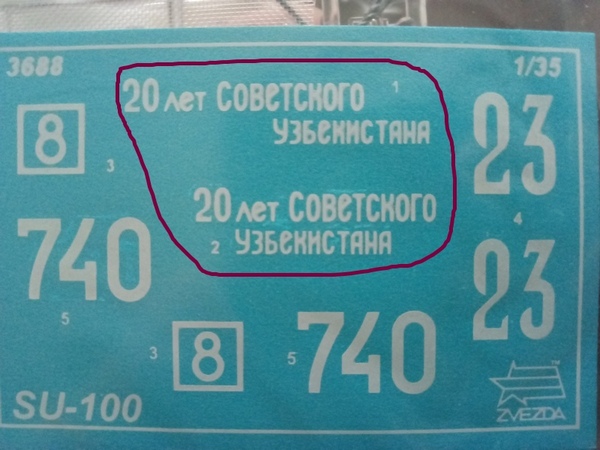 3688
1/35
20 лет Советского 1
Узбекистана
8
3
23
20 лет Советского
2 Узбекистана
4
740
5
23
3
8
5
740
SU-100
TM
ZVEZDA